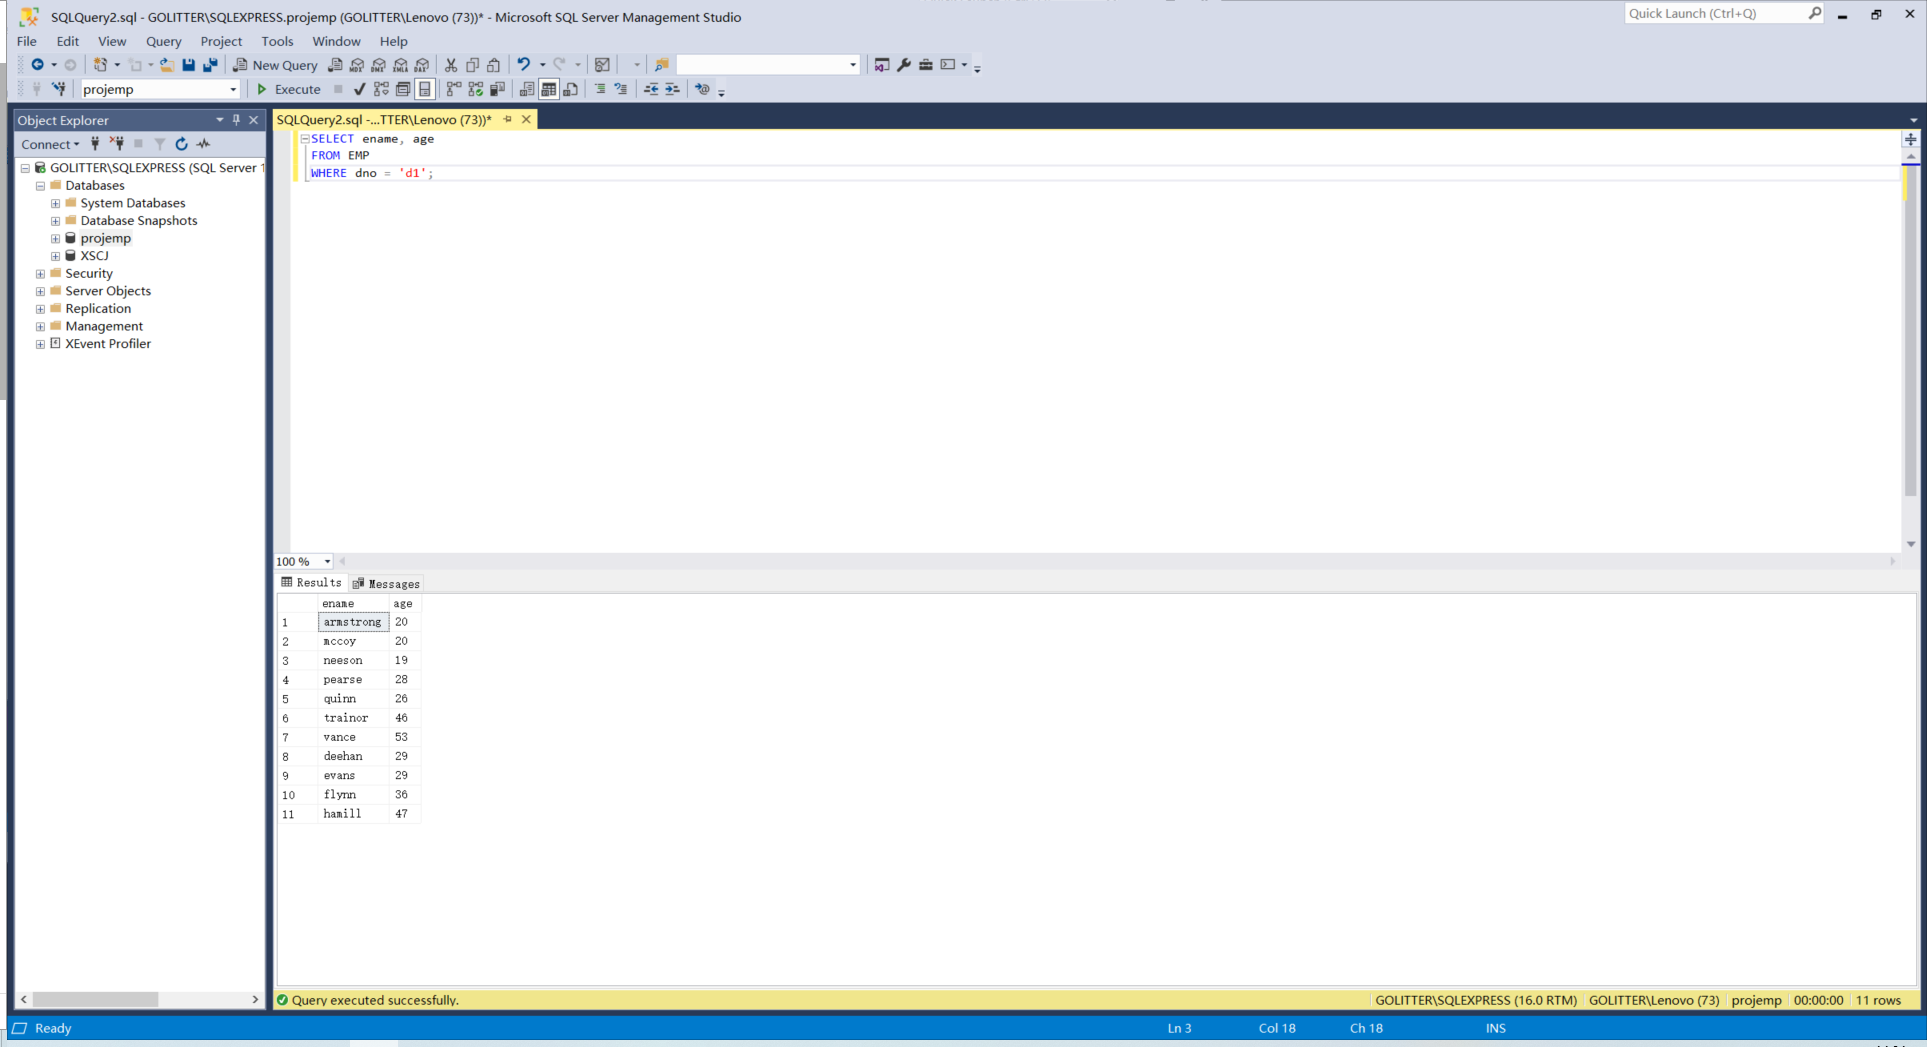 SQLQuery2.sql - GOLITTER\SQLEXPRESS.projemp (GOLITTER\Lenovo (73))* - Microsoft SQL Server Management Studio
Quick Launch (Ctrl+Q)
File Edit View Query Project Tools Window Help
New Query MDX DMX XMLA DAX
projemp Execute
Object Explorer
SQLQuery2.sql -...TTER\Lenovo (73))*
Connect
GOLITTER\SQLEXPRESS (SQL Server 1
Databases
System Databases
Database Snapshots
projemp
XSCJ
Security
Server Objects
Replication
Management
XEvent Profiler
SELECT ename, age
FROM EMP
WHERE dno = 'd1';
100 %
Results Messages
ename age
1 armstrong 20
2 mccoy 20
3 neeson 19
4 pearse 28
5 quinn 26
6 trainor 46
7 vance 53
8 deehan 29
9 evans 29
10 flynn 36
11 hamill 47
Query executed successfully.
GOLITTER\SQLEXPRESS (16.0 RTM) GOLITTER\Lenovo (73) projemp 00:00:00 11 rows
Ready Ln 3 Col 18 Ch 18 INS